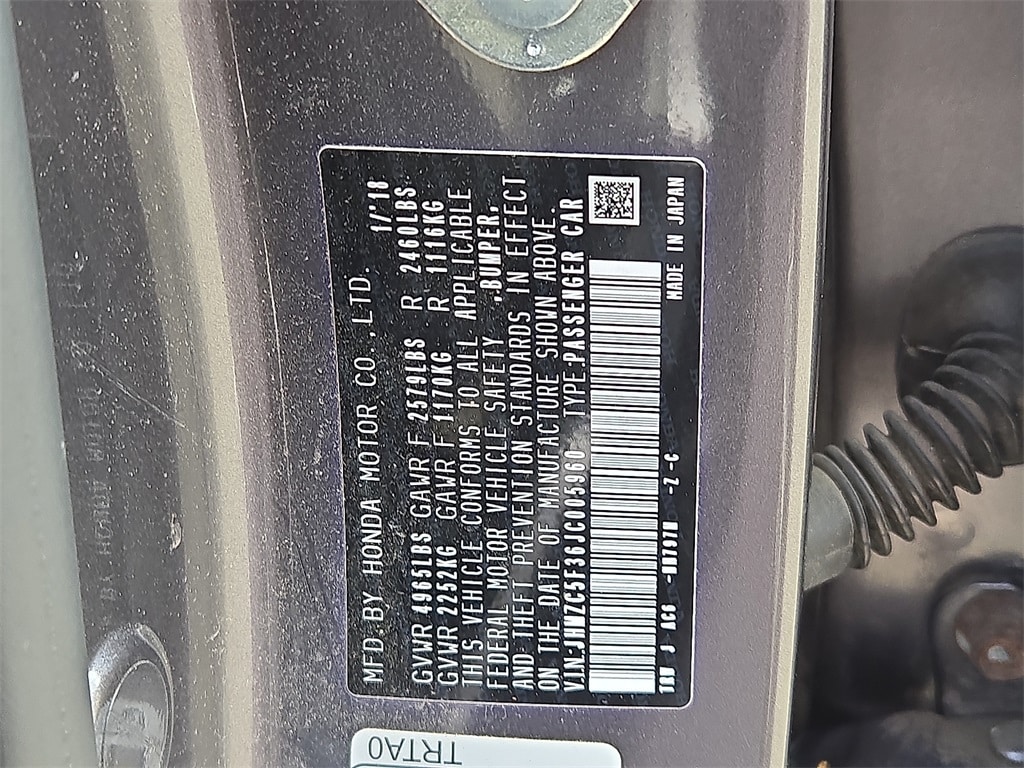 MFD.BY HONDA MOTOR CO.,LTD. 1/'18
GVWR 4965LBS GAWR F 2579LBS R 2460LBS
GVWR 2252KG GAWR F 1170KG R 1116KG
THIS VEHICLE CONFORMS TO ALL APPLICABLE
FEDERAL MOTOR VEHICLE SAFETY ,BUMPER,
AND THEFT PREVENTION STANDARDS IN EFFECT
ON THE DATE OF MANUFACTURE SHOWN ABOVE.
V.I.N:JHMZC5F36JC005960 TYPE:PASSENGER CAR
J AC6 -NH797M -Z -C MADE IN JAPAN
TRTA0